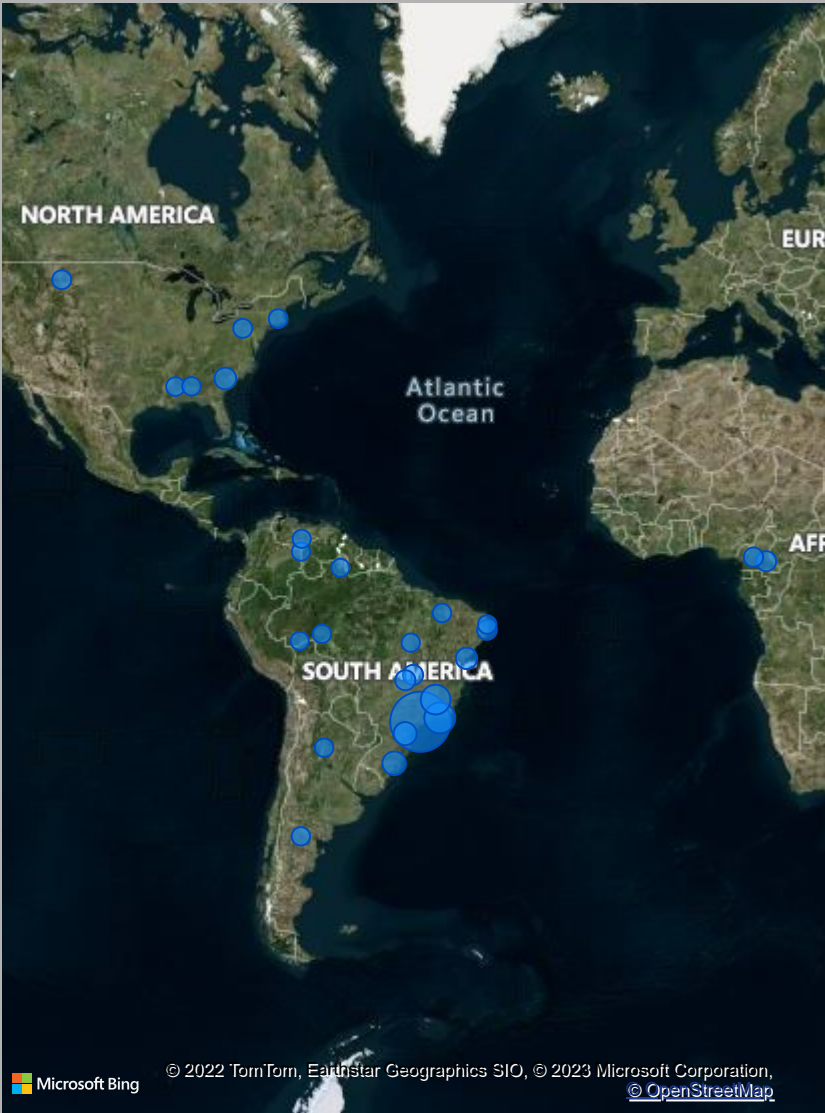 NORTH AMERICA
EUR
Atlantic
Ocean
AFR
SOUTH AMERICA
© 2022 TomTom, Earthstar Geographics SIO, © 2023 Microsoft Corporation,
Microsoft Bing
© OpenStreetMap